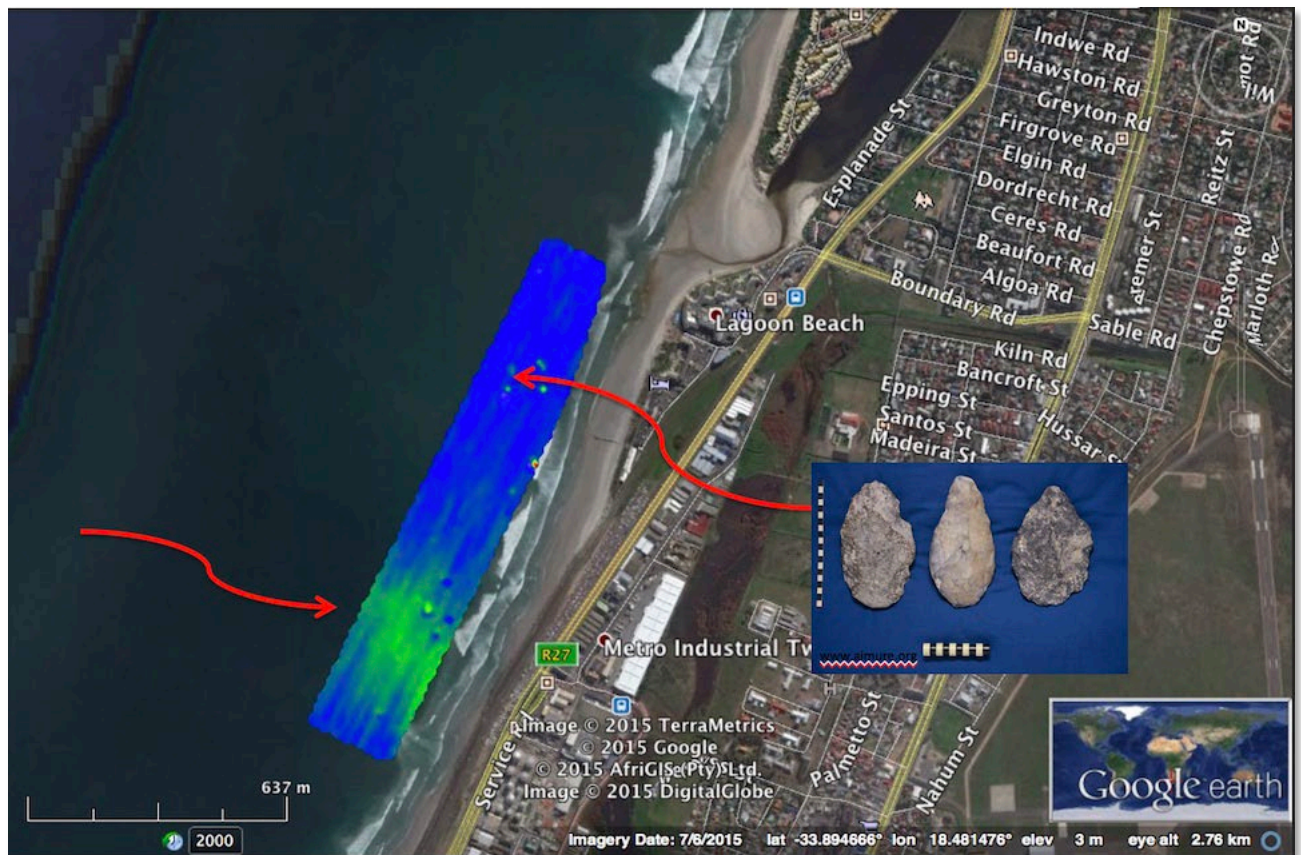 Indwe Rd
Hawston Rd
Greyton Rd
Firgrove Rd
Elgin Rd
Dordrecht Rd
Ceres Rd
Beaufort Rd
Algoa Rd
Esplanade St
Reitz St
Chepstowe Rd
Marloth Rd
N
Boundary Rd
Sable Rd
Lagoon Beach
Kiln Rd
Bancroft St
Epping St
Santos St
Madeira St
Hussar St
www.aimure.org
R27
Metro Industrial Tw
H
Service
Palmetto St
Nahum St
Image © 2015 TerraMetrics
© 2015 Google
© 2015 AfriGIS (Pty) Ltd.
Image © 2015 DigitalGlobe
Google earth
637 m
2000
Imagery Date: 7/6/2015 lat -33.894666° lon 18.481476° elev 3 m eye alt 2.76 km